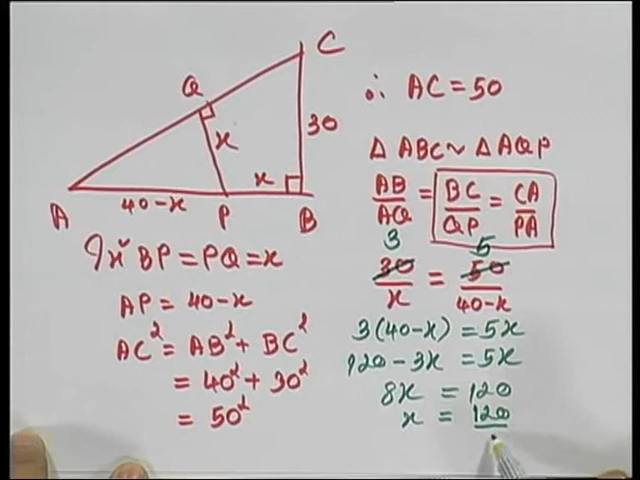 C
Q
∴ AC = 50
30
x
△ ABC ~ △ AQP
x
AB/AQ = BC/QP = CA/PA
A 40-x P B
3 5
BP = PQ = x
30/x = 50/40-x
AP = 40-x
3(40-x) = 5x
AC² = AB² + BC²
120 - 3x = 5x
= 40² + 30²
8x = 120
= 50²
x = 120